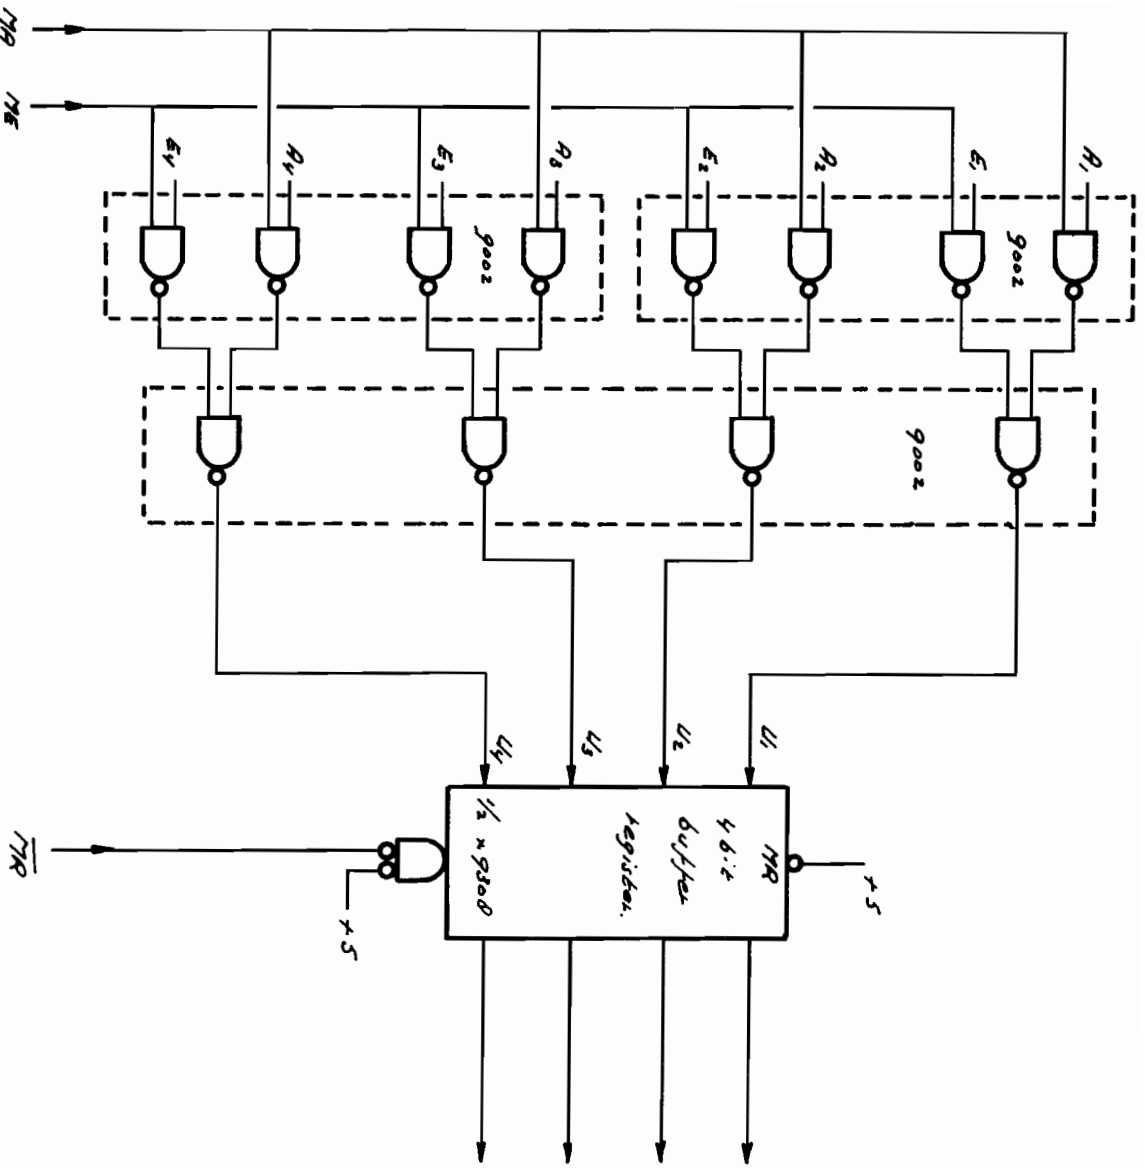 MA
ME
E4
A4
E3
A3
E2
A2
E1
A1
9002
9002
9002
U4
U3
U2
U1
MR
4 bit
buffer
register.
1/2 x 9308
+5
+5
MR